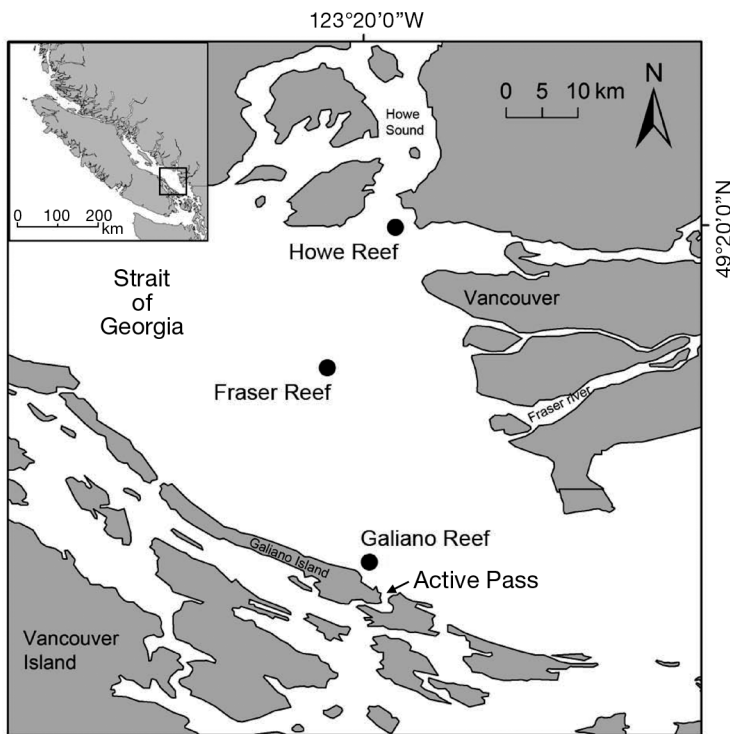 123°20'0"W
0 5 10 km
N
Howe
Sound
0 100 200
km
49°20'0"N
Howe Reef
Strait
of
Georgia
Vancouver
Fraser Reef
Fraser river
Galiano Reef
Galiano Island
Active Pass
Vancouver
Island